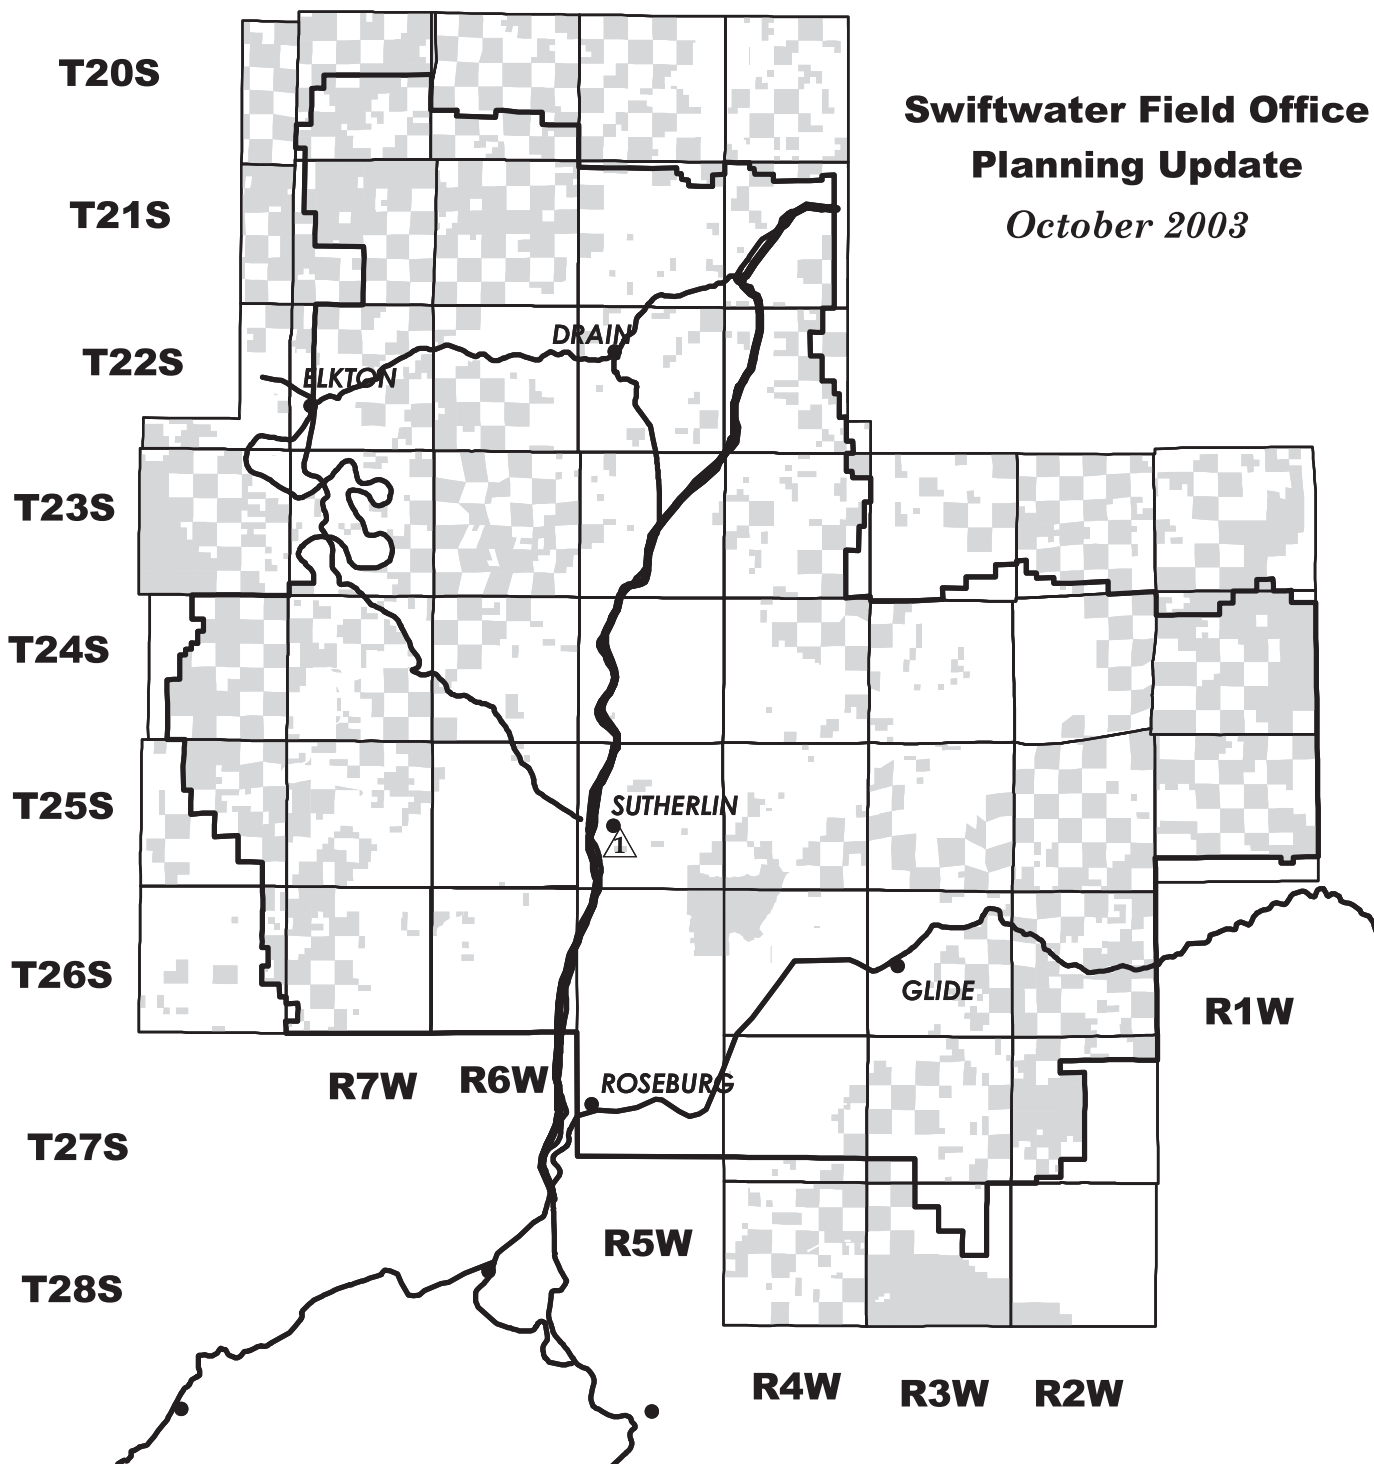 T20S
Swiftwater Field Office
Planning Update
T21S
October 2003
DRAIN
T22S
ELKTON
T23S
T24S
T25S
SUTHERLIN
1
T26S
GLIDE
R1W
R7W
R6W
ROSEBURG
T27S
R5W
T28S
R4W
R3W
R2W